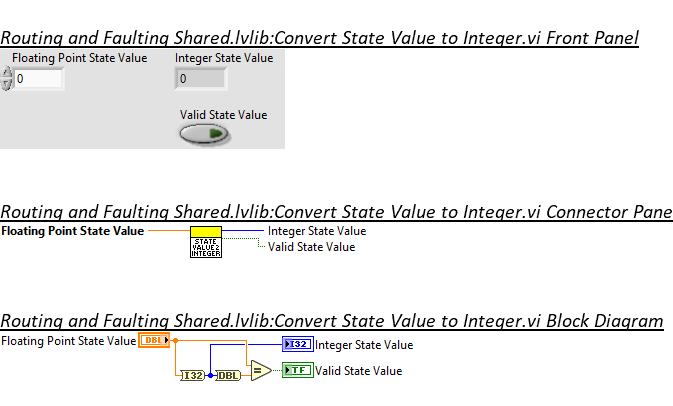 Routing and Faulting Shared.lvlib:Convert State Value to Integer.vi Front Panel
Floating Point State Value Integer State Value
0 0
Valid State Value
Routing and Faulting Shared.lvlib:Convert State Value to Integer.vi Connector Pane
Floating Point State Value Integer State Value
Valid State Value
STATE
VALUE2
INTEGER
Routing and Faulting Shared.lvlib:Convert State Value to Integer.vi Block Diagram
Floating Point State Value DBL I32 Integer State Value
I32 DBL = TF Valid State Value